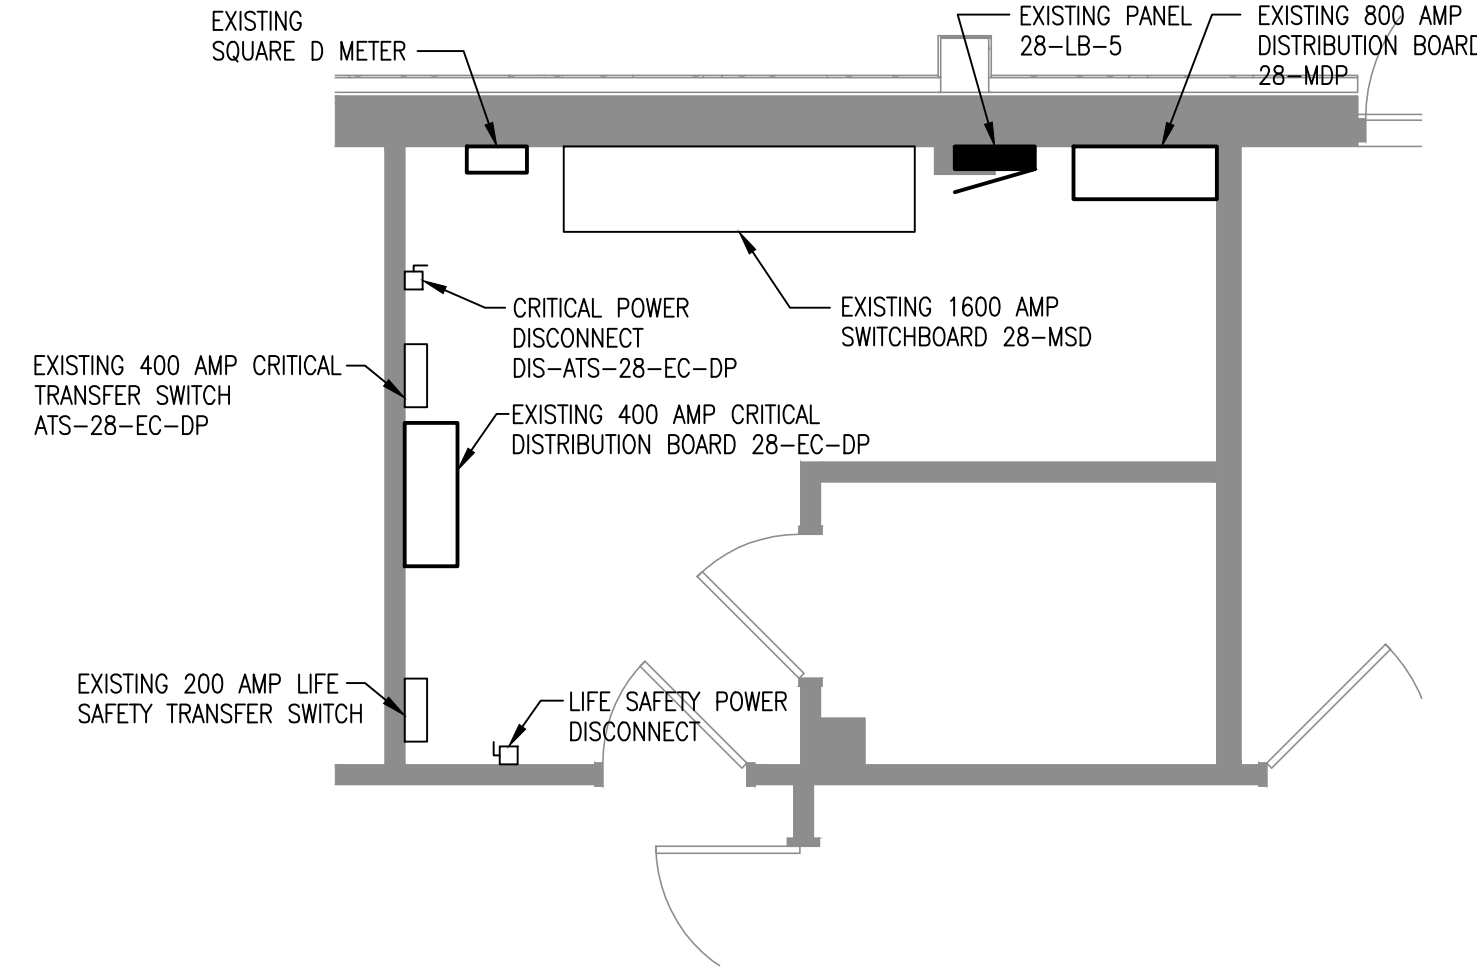 EXISTING
SQUARE D METER
EXISTING PANEL
28-LB-5
EXISTING 800 AMP
DISTRIBUTION BOARD
28-MDP
CRITICAL POWER
DISCONNECT
DIS-ATS-28-EC-DP
EXISTING 1600 AMP
SWITCHBOARD 28-MSD
EXISTING 400 AMP CRITICAL
TRANSFER SWITCH
ATS-28-EC-DP
EXISTING 400 AMP CRITICAL
DISTRIBUTION BOARD 28-EC-DP
EXISTING 200 AMP LIFE
SAFETY TRANSFER SWITCH
LIFE SAFETY POWER
DISCONNECT